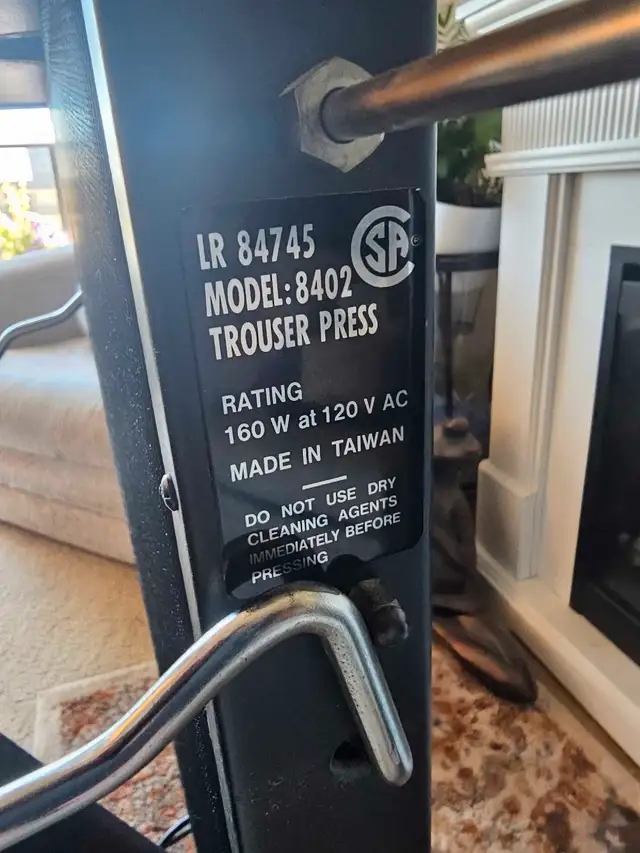 LR 84745
CSA
MODEL:8402
TROUSER PRESS
RATING
160 W at 120 V AC
MADE IN TAIWAN
DO NOT USE DRY
CLEANING AGENTS
IMMEDIATELY BEFORE
PRESSING